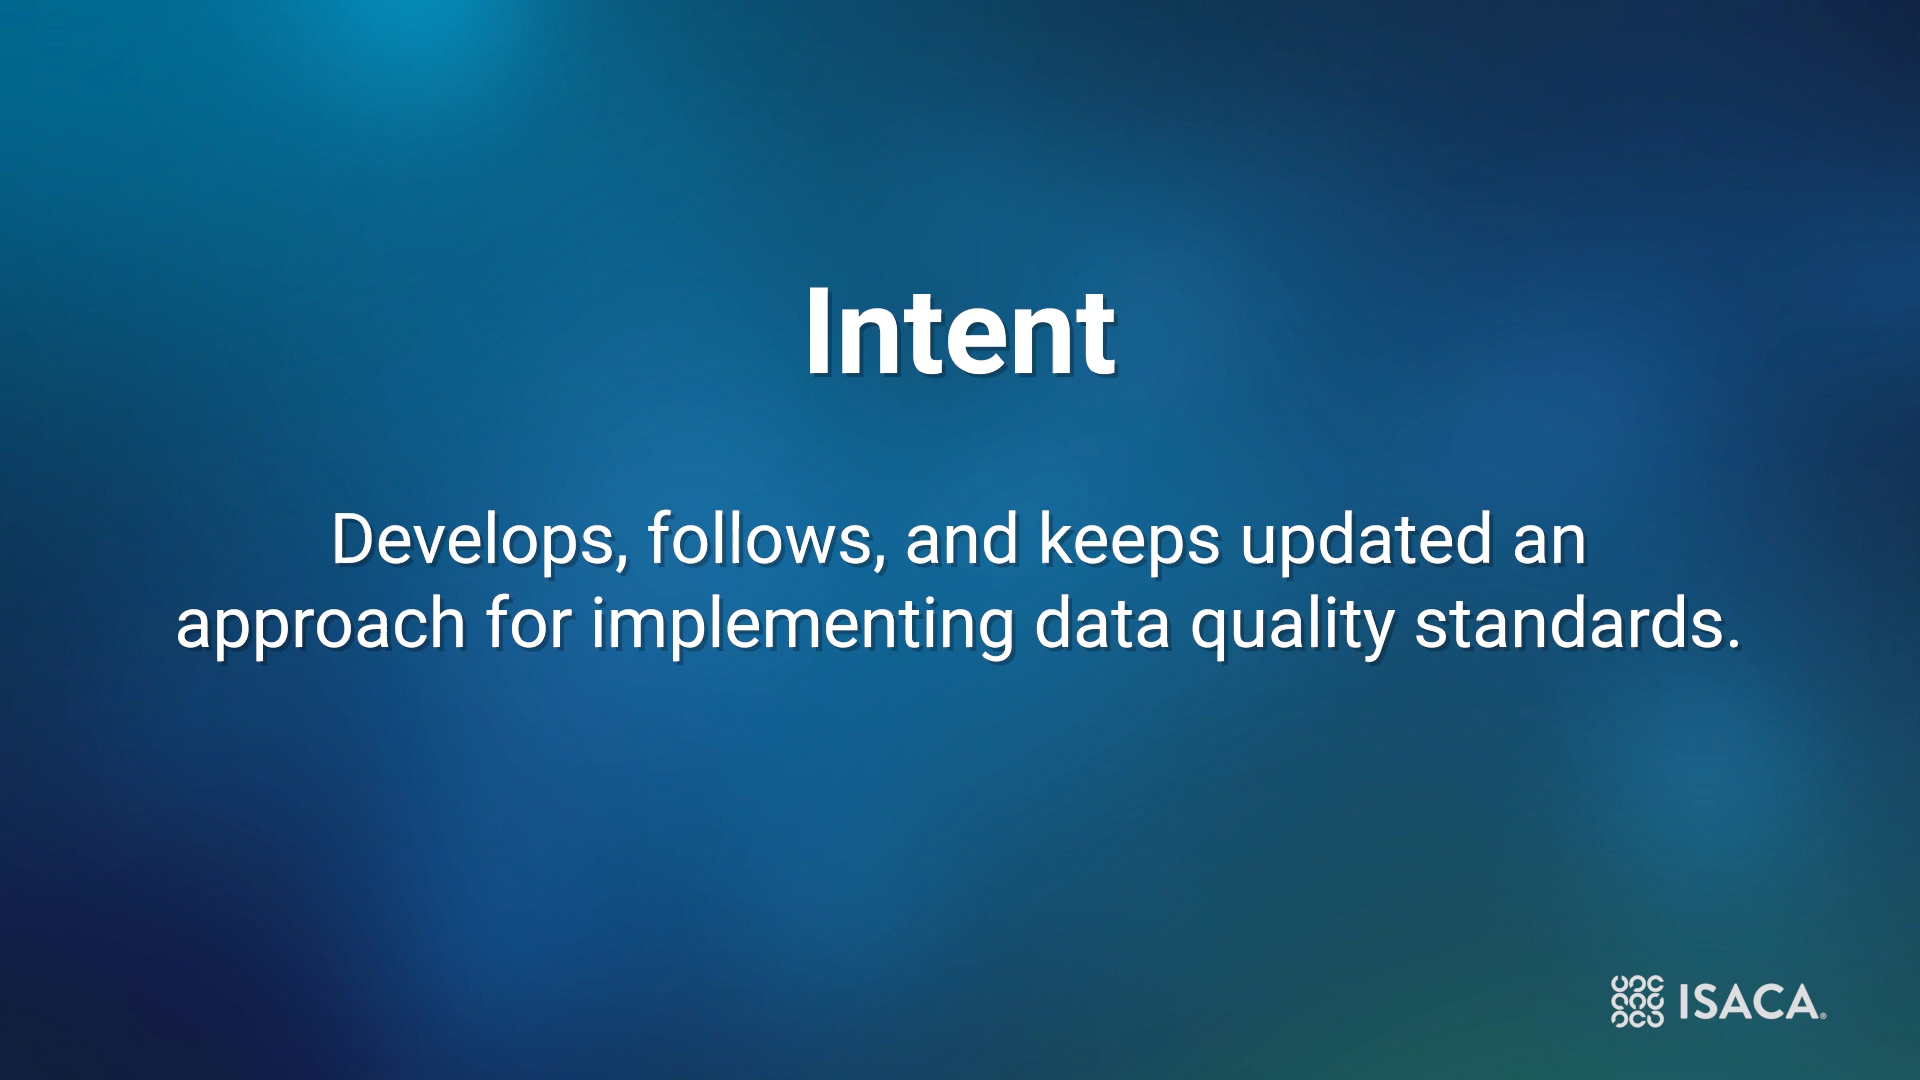 Intent
Develops, follows, and keeps updated an
approach for implementing data quality standards.
ISACA®